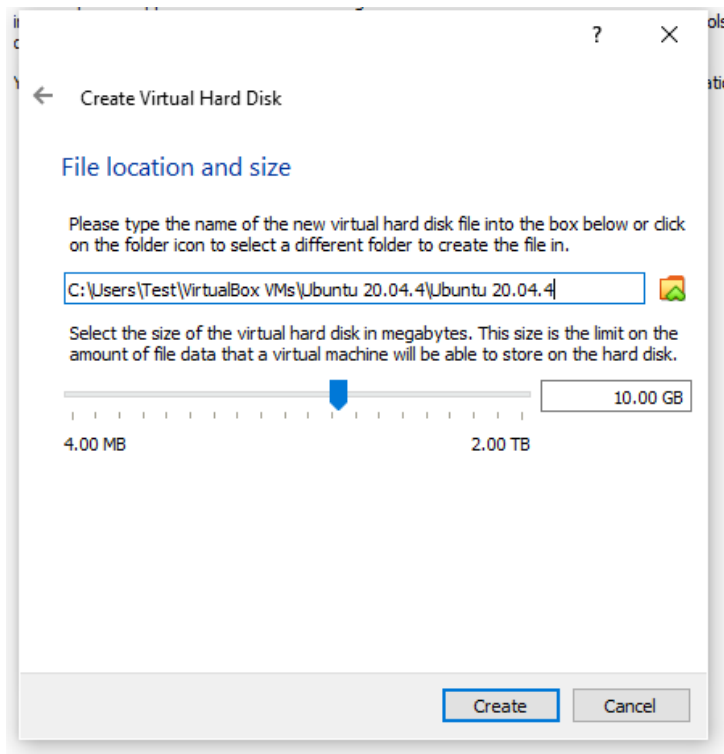 ?
Create Virtual Hard Disk
File location and size
Please type the name of the new virtual hard disk file into the box below or click
on the folder icon to select a different folder to create the file in.
C:\Users\Test\VirtualBox VMs\Ubuntu 20.04.4\Ubuntu 20.04.4
Select the size of the virtual hard disk in megabytes. This size is the limit on the
amount of file data that a virtual machine will be able to store on the hard disk.
10.00 GB
4.00 MB 2.00 TB
Create Cancel